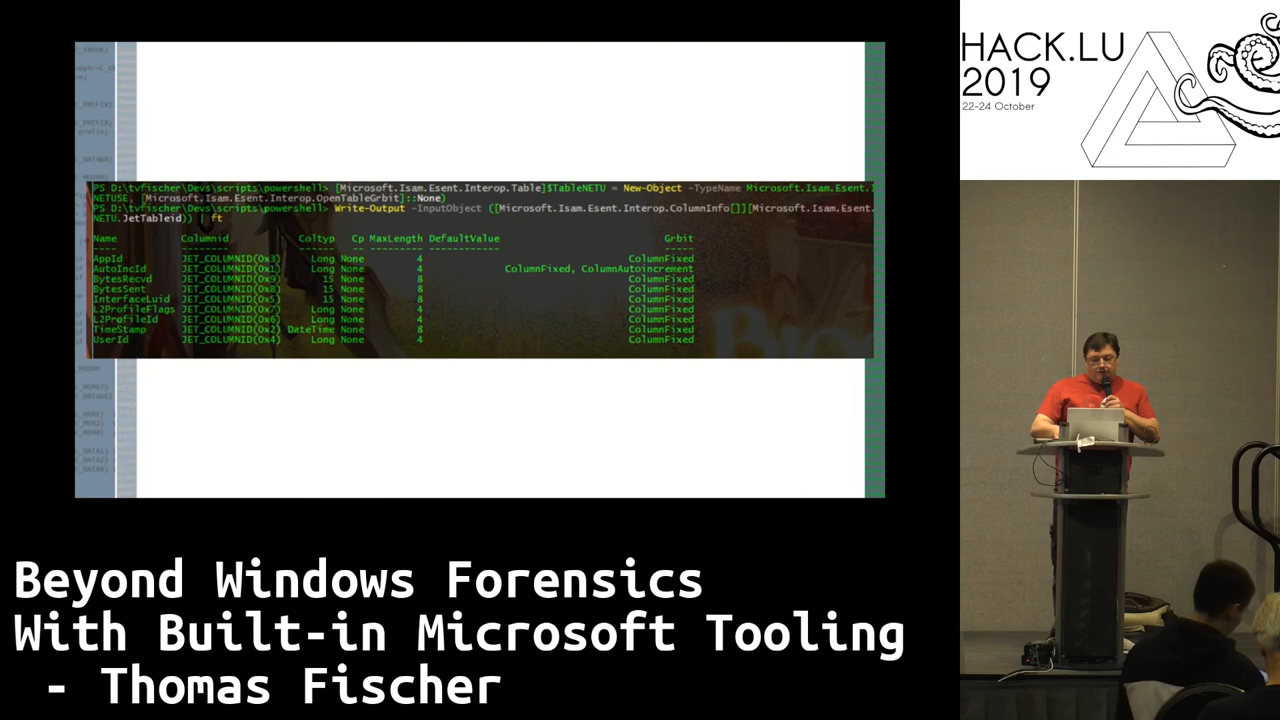 HACK.LU
2019
22-24 October
PS D:\tvfischer\Devs\scripts\powershell> [Microsoft.Isam.Esent.Interop.Table]$TableNETU = New-Object -TypeName Microsoft.Isam.Esent.I
NETUSE, [Microsoft.Isam.Esent.Interop.OpenTableGrbit]::None)
PS D:\tvfischer\Devs\scripts\powershell> Write-Output -InputObject ([Microsoft.Isam.Esent.Interop.ColumnInfo[]][Microsoft.Isam.Esent.
NETU.JetTableid)) ft
Name Columnid Coltyp Cp MaxLength DefaultValue Grbit
---- -------- ------ -- --------- ------------ -----
AppId JET_COLUMNID(0x3) Long None 4 ColumnFixed
AutoIncId JET_COLUMNID(0x1) Long None 4 ColumnFixed, ColumnAutoincrement
BytesRecvd JET_COLUMNID(0x9) 15 None 8 ColumnFixed
BytesSent JET_COLUMNID(0x8) 15 None 8 ColumnFixed
InterfaceLuid JET_COLUMNID(0x5) 15 None 8 ColumnFixed
L2ProfileFlags JET_COLUMNID(0x7) Long None 4 ColumnFixed
L2ProfileId JET_COLUMNID(0x6) Long None 4 ColumnFixed
TimeStamp JET_COLUMNID(0x2) DateTime None 8 ColumnFixed
UserId JET_COLUMNID(0x4) Long None 4 ColumnFixed
Beyond Windows Forensics
With Built-in Microsoft Tooling
- Thomas Fischer